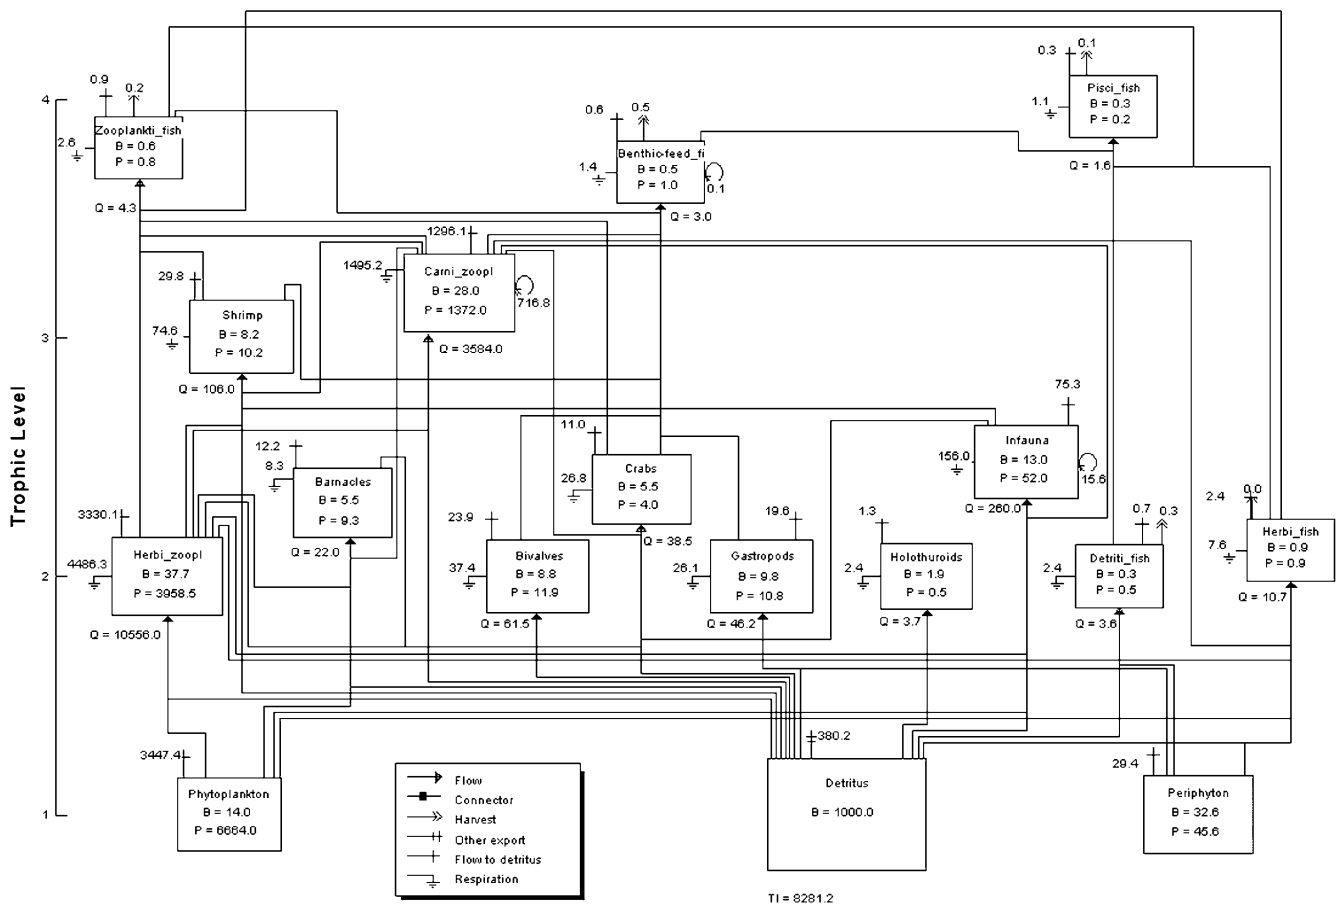 Trophic Level
4
3
2
1
0.9
0.2
Zooplankti_fish
B = 0.6
P = 0.8
2.6
Q = 4.3
0.6
0.5
Benthic-feed_fi
B = 0.5
P = 1.0
1.4
0.1
Q = 3.0
0.3
0.1
Pisci_fish
B = 0.3
P = 0.2
1.1
Q = 1.6
1296.1
Carni_zoopl
B = 28.0
P = 1372.0
1495.2
716.8
Q = 3584.0
29.8
Shrimp
B = 8.2
P = 10.2
74.6
Q = 106.0
75.3
Infauna
B = 13.0
P = 52.0
156.0
15.6
Q = 260.0
12.2
8.3
Barnacles
B = 5.5
P = 9.3
Q = 22.0
11.0
Crabs
B = 5.5
P = 4.0
26.8
Q = 38.5
3330.1
Herbi_zoopl
B = 37.7
P = 3958.5
4486.3
Q = 10556.0
23.9
Bivalves
B = 8.8
P = 11.9
37.4
Q = 61.5
19.6
Gastropods
B = 9.8
P = 10.8
26.1
Q = 46.2
1.3
Holothuroids
B = 1.9
P = 0.5
2.4
Q = 3.7
0.7
0.3
Detriti_fish
B = 0.3
P = 0.5
2.4
Q = 3.6
2.4
0.0
Herbi_fish
B = 0.9
P = 0.9
7.6
Q = 10.7
3447.4
Phytoplankton
B = 14.0
P = 6664.0
380.2
Detritus
B = 1000.0
29.4
Periphyton
B = 32.6
P = 45.6
Flow
Connector
Harvest
Other export
Flow to detritus
Respiration
TI = 8281.2